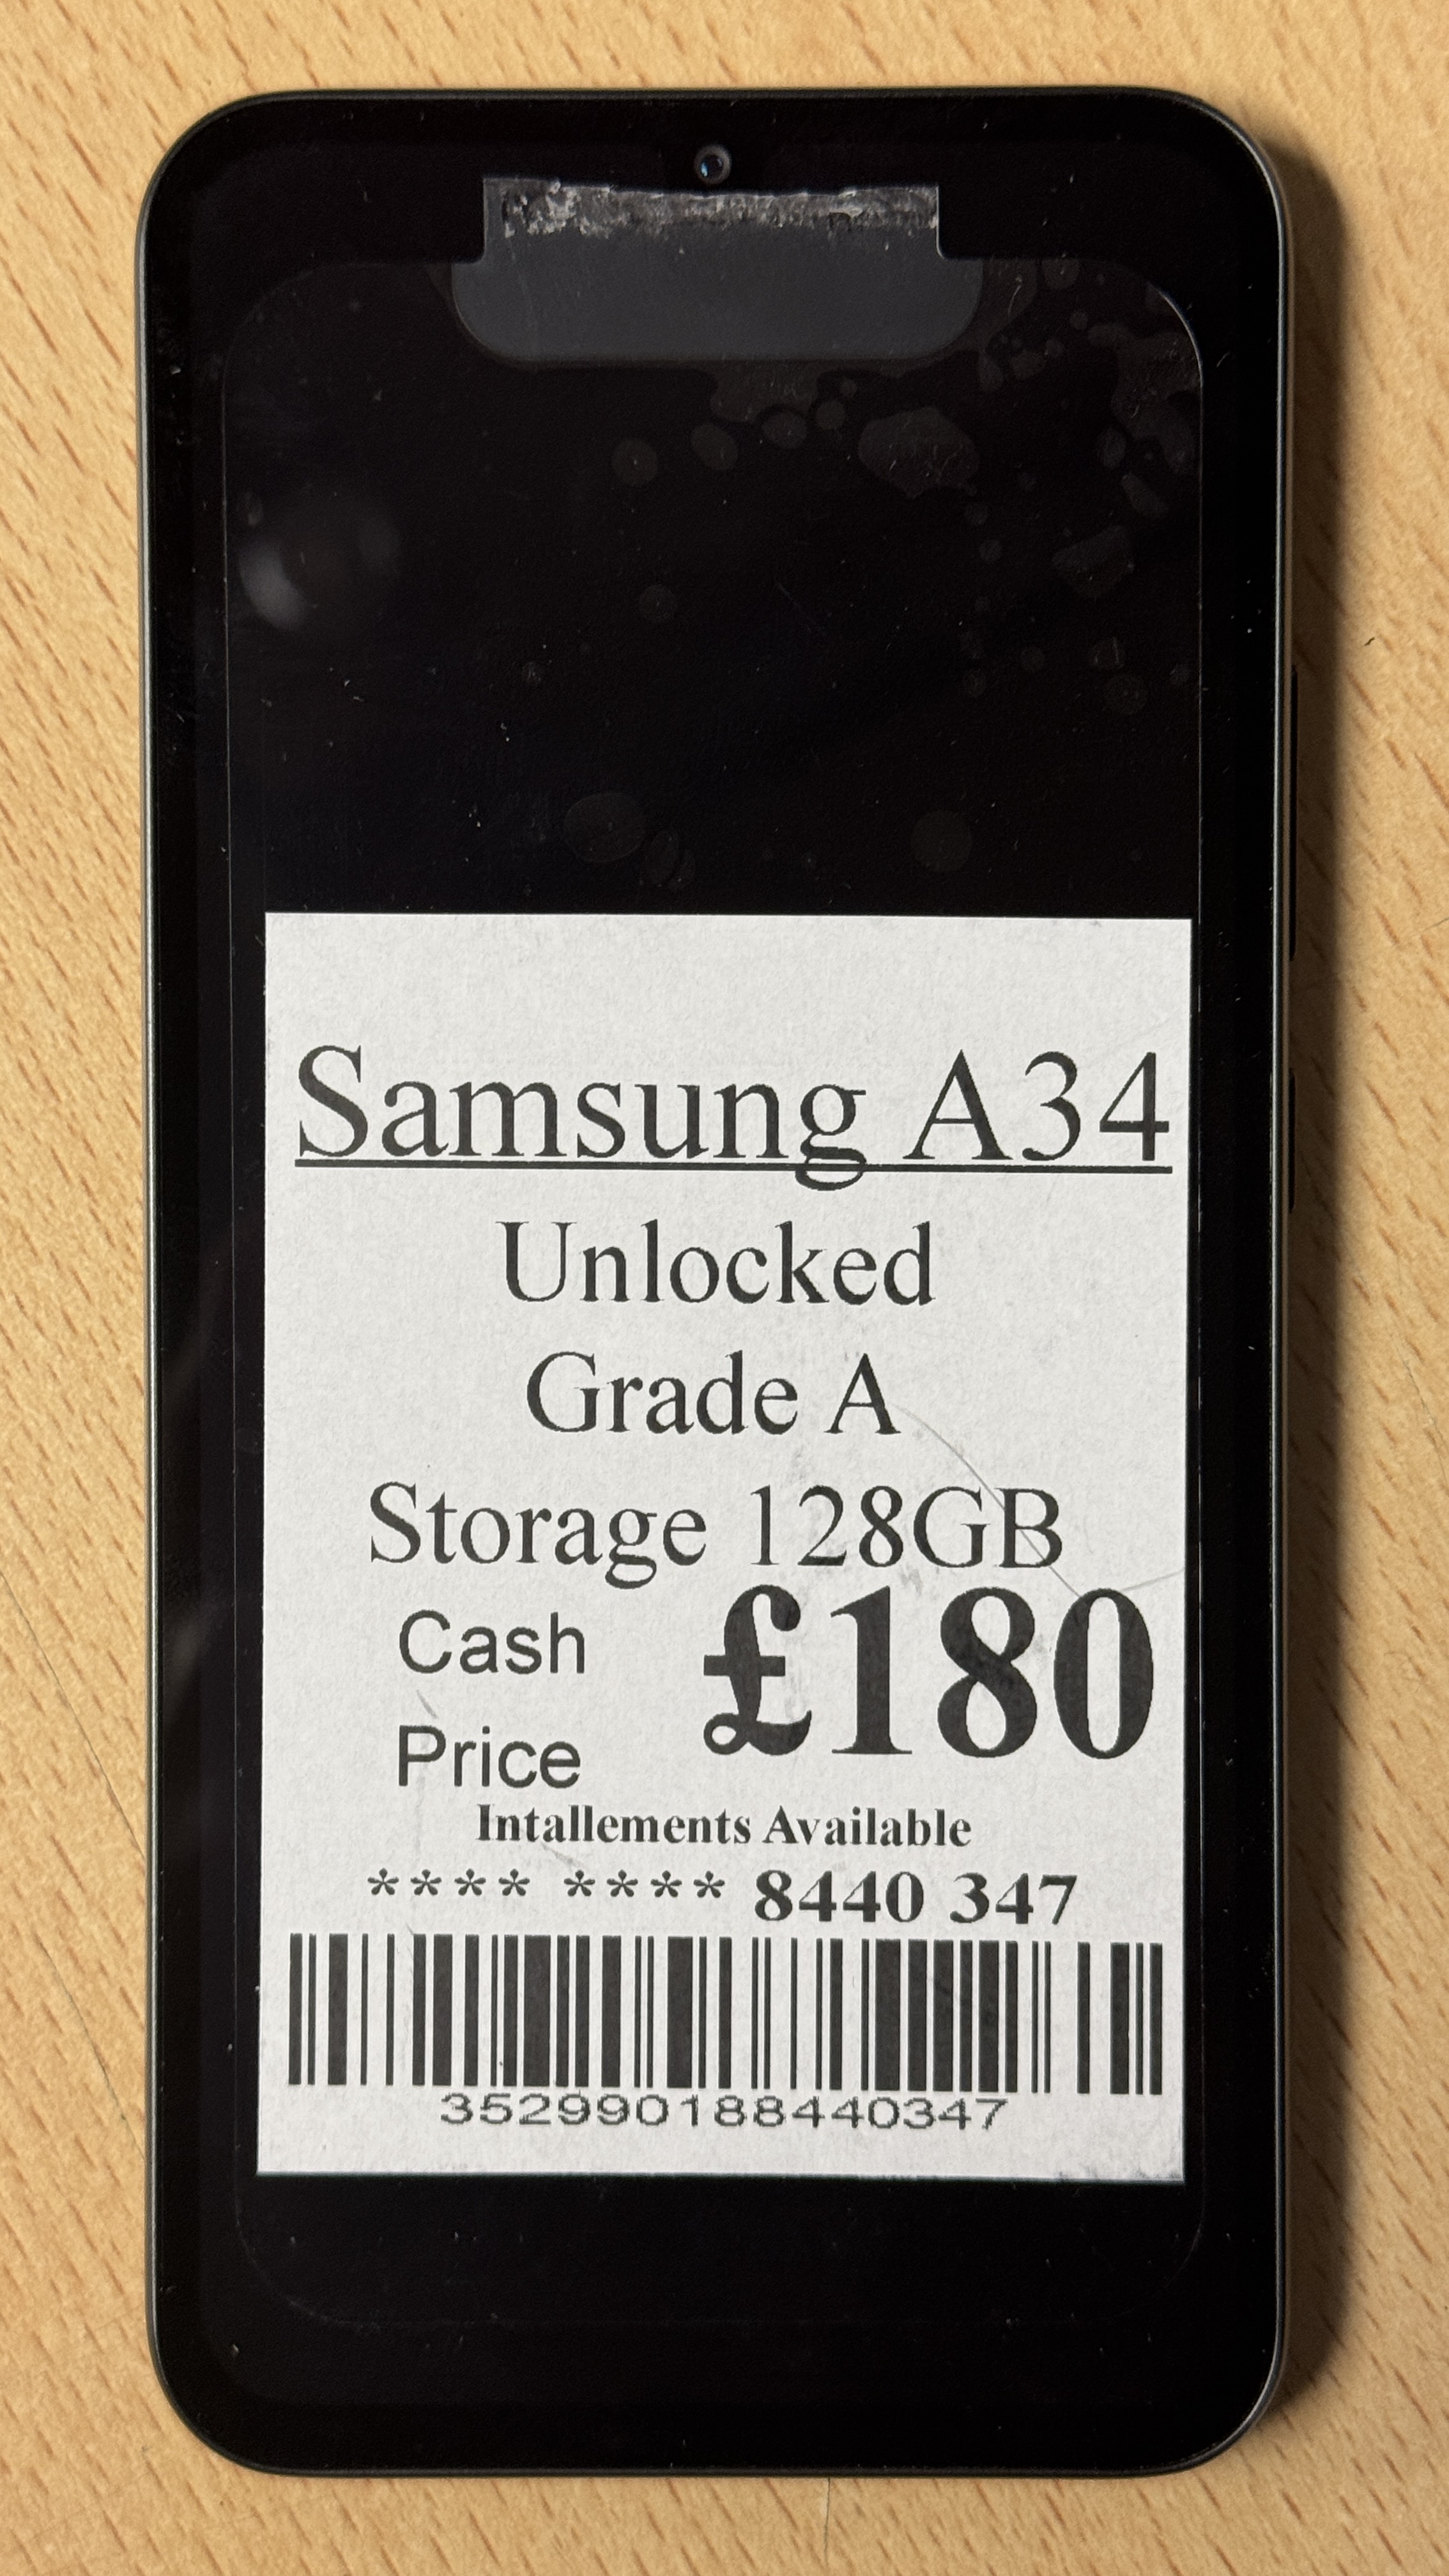 Samsung A34
Unlocked
Grade A
Storage 128GB
Cash
Price
£180
Intallements Available
**** **** 8440 347
352990188440347